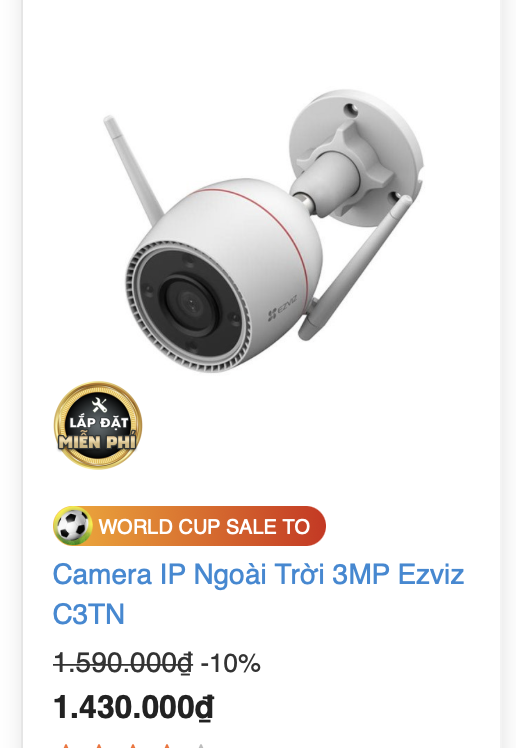 EZVIZ
LẮP ĐẶT
MIỄN PHÍ
WORLD CUP SALE TO
Camera IP Ngoài Trời 3MP Ezviz
C3TN
1.590.000₫ -10%
1.430.000₫